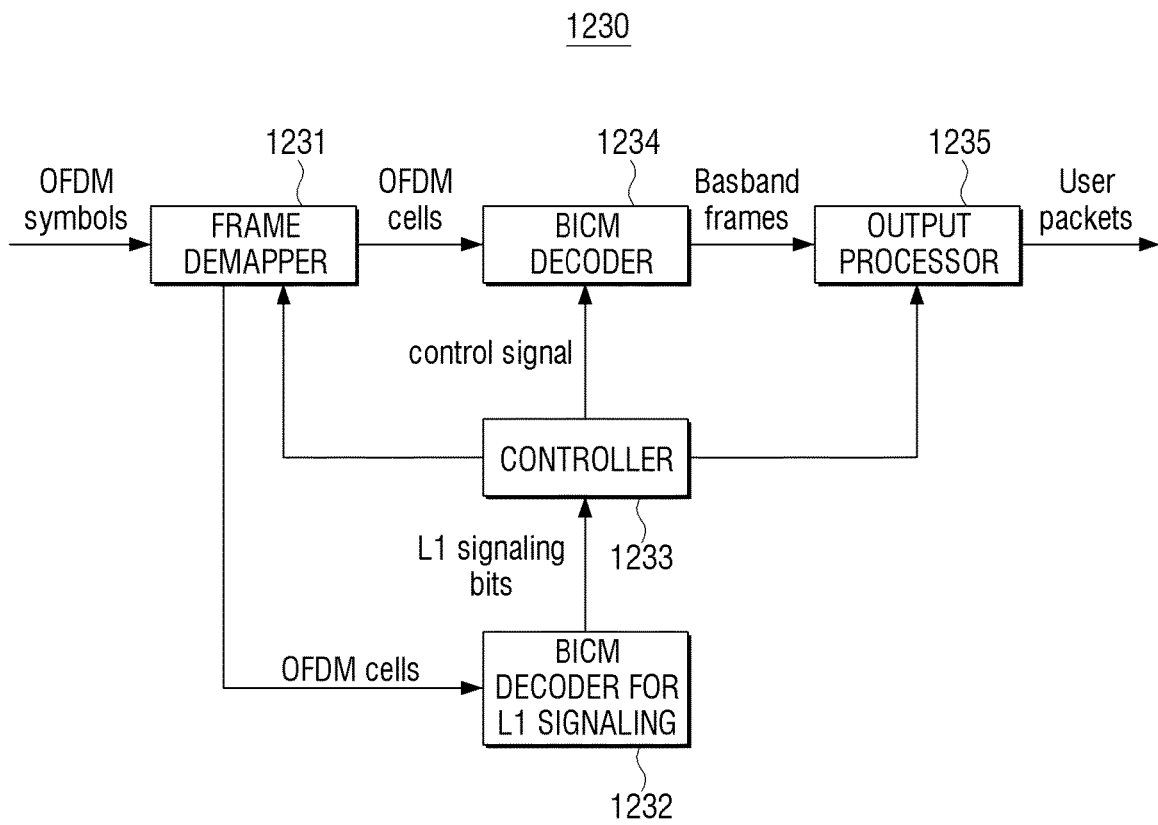 1230
1231
1234
1235
OFDM
symbols
OFDM
cells
Basband
frames
User
packets
FRAME
DEMAPPER
BICM
DECODER
OUTPUT
PROCESSOR
control signal
CONTROLLER
1233
L1 signaling
bits
OFDM cells
BICM
DECODER FOR
L1 SIGNALING
1232